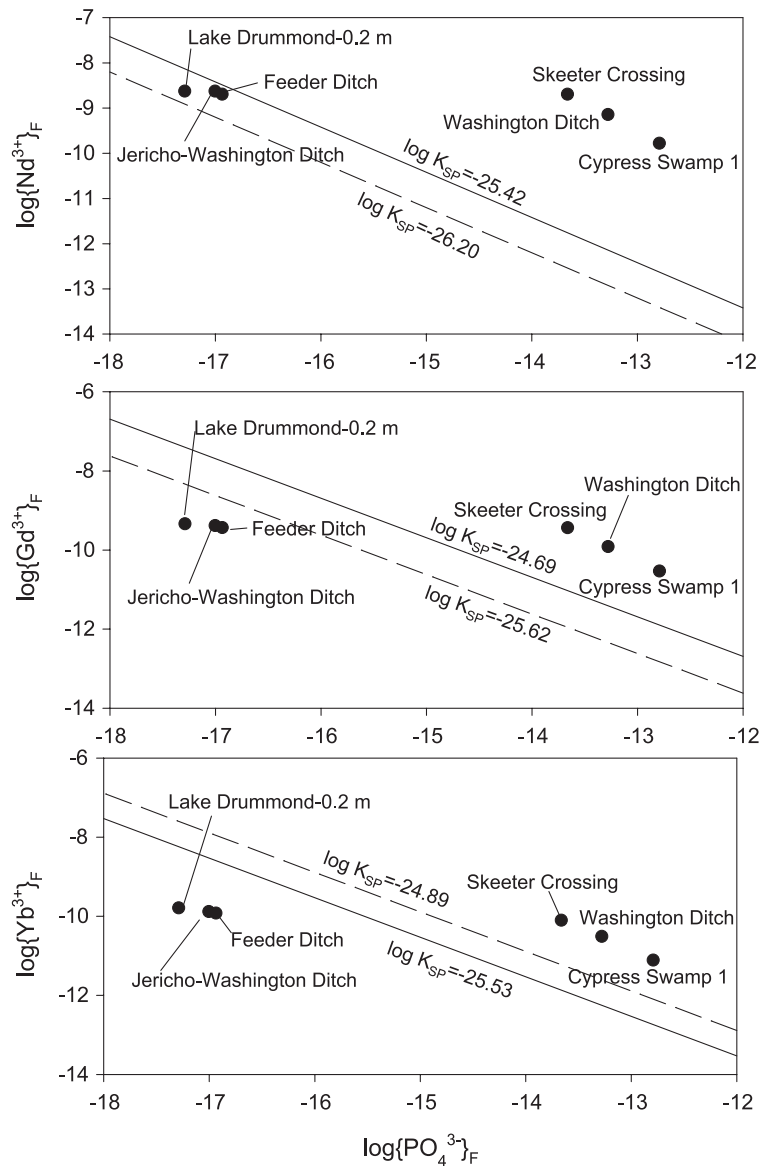 -7
Lake Drummond-0.2 m
-8
Feeder Ditch
Skeeter Crossing
-9
Washington Ditch
log{Nd³⁺}F
-10
Jericho-Washington Ditch
log KSP=-25.42
Cypress Swamp 1
-11
-12
log KSP=-26.20
-13
-14
-18 -17 -16 -15 -14 -13 -12
-6
Lake Drummond-0.2 m
-8
Washington Ditch
Skeeter Crossing
log{Gd³⁺}F
-10
Feeder Ditch
log KSP=-24.69
Jericho-Washington Ditch
Cypress Swamp 1
log KSP=-25.62
-12
-14
-18 -17 -16 -15 -14 -13 -12
-6
Lake Drummond-0.2 m
-8
log KSP=-24.89
Skeeter Crossing
log{Yb³⁺}F
-10
Washington Ditch
Feeder Ditch
Jericho-Washington Ditch
log KSP=-25.53
Cypress Swamp 1
-12
-14
-18 -17 -16 -15 -14 -13 -12
log{PO₄³⁻}F